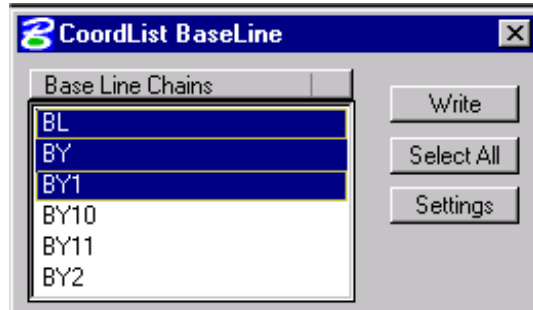 CoordList BaseLine
Base Line Chains
BL
BY
BY1
BY10
BY11
BY2
Write
Select All
Settings